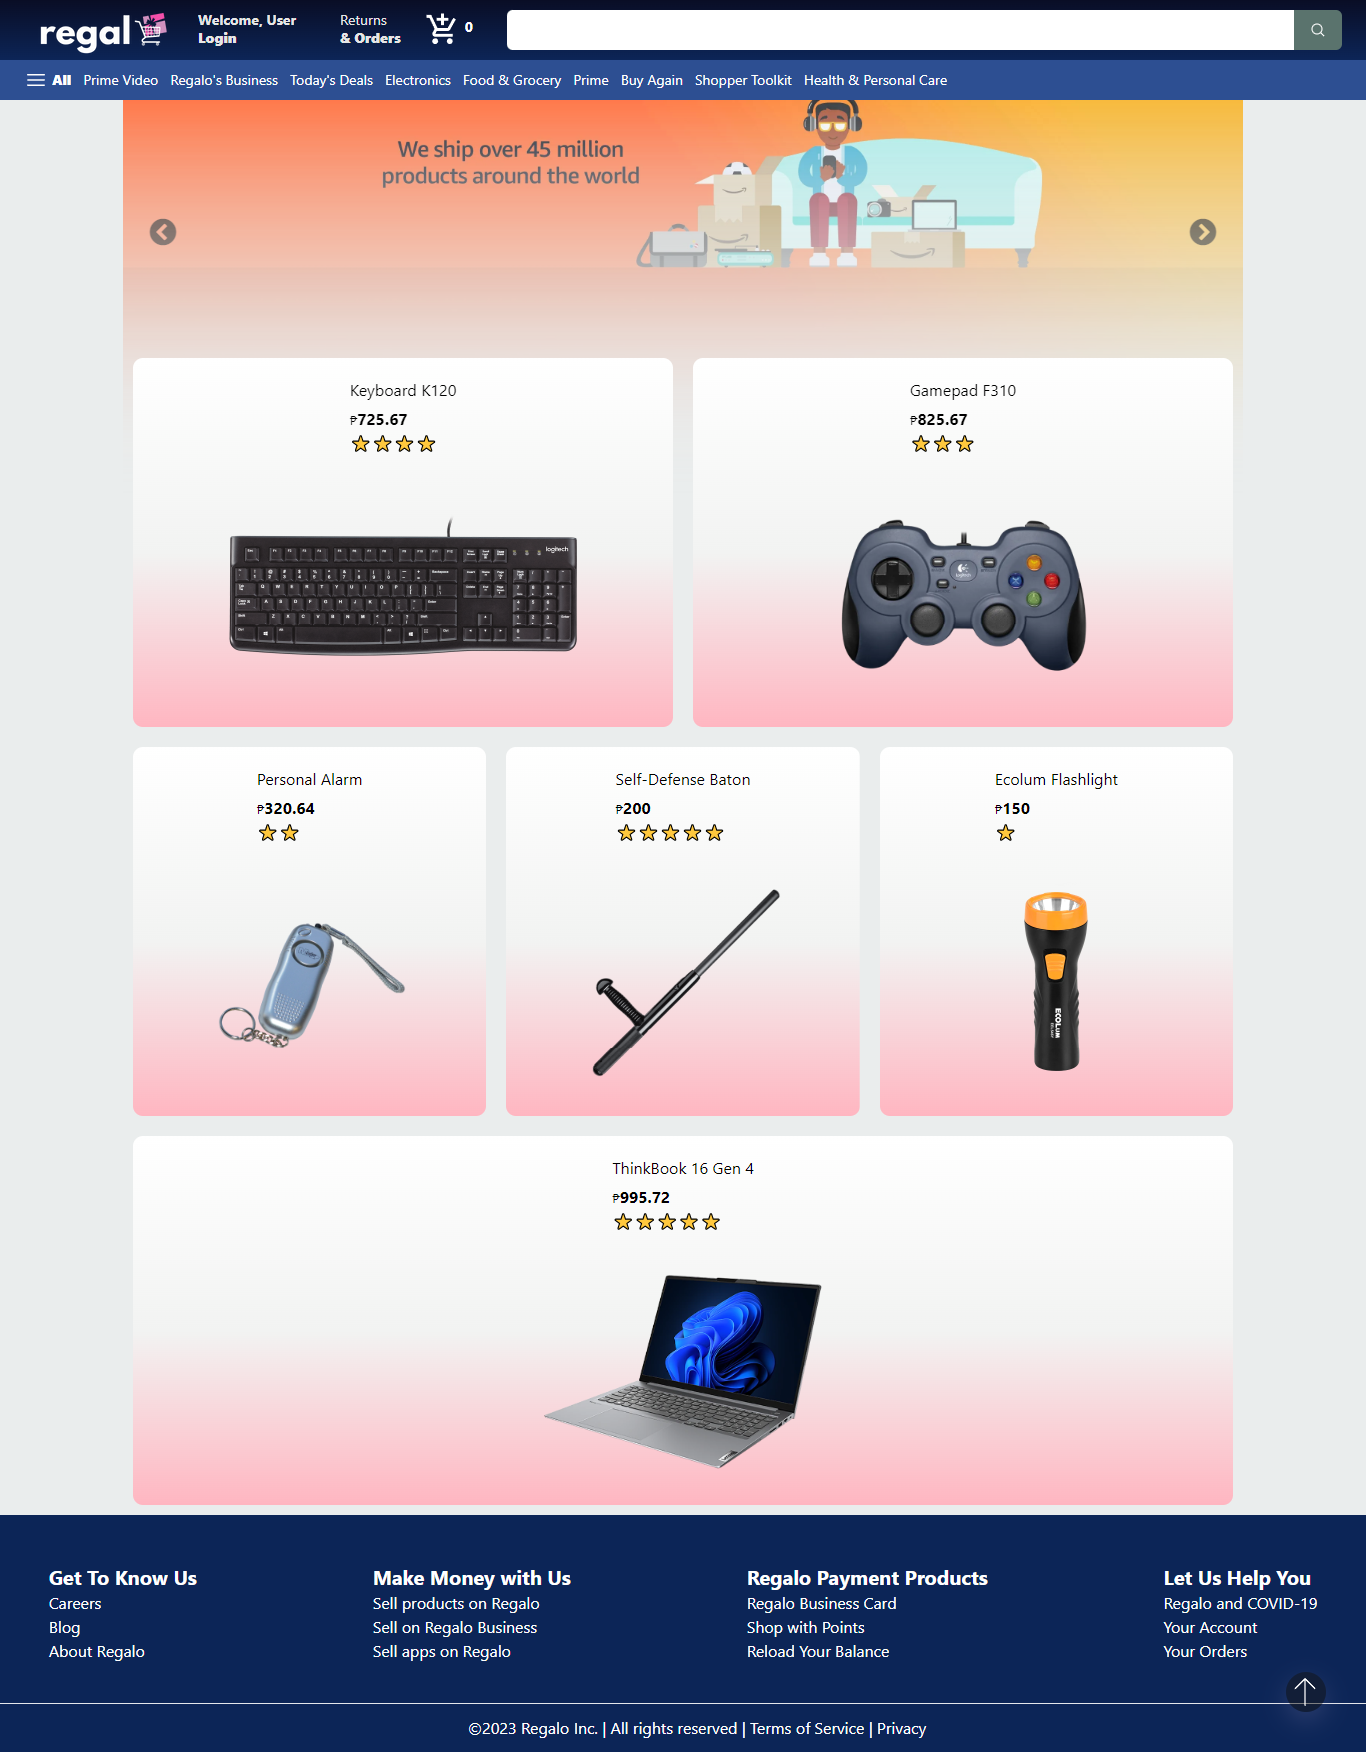 regal
Welcome, User
Login
Returns
& Orders
0
All
Prime Video
Regalo's Business
Today's Deals
Electronics
Food & Grocery
Prime
Buy Again
Shopper Toolkit
Health & Personal Care
We ship over 45 million
products around the world
Keyboard K120
₱725.67
logitech
Gamepad F310
₱825.67
Logitech
Personal Alarm
₱320.64
Self-Defense Baton
₱200
Ecolum Flashlight
₱150
ECOLUM
ThinkBook 16 Gen 4
₱995.72
Get To Know Us
Careers
Blog
About Regalo
Make Money with Us
Sell products on Regalo
Sell on Regalo Business
Sell apps on Regalo
Regalo Payment Products
Regalo Business Card
Shop with Points
Reload Your Balance
Let Us Help You
Regalo and COVID-19
Your Account
Your Orders
©2023 Regalo Inc. | All rights reserved | Terms of Service | Privacy